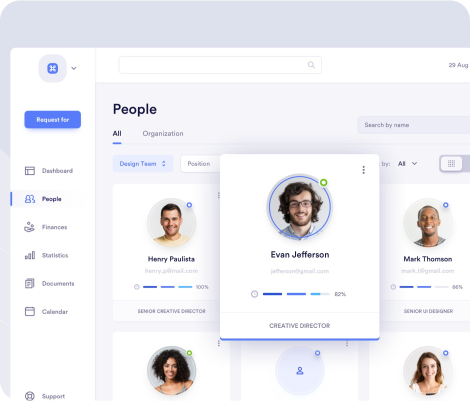 29 Aug
Request for
People
Search by name
All
Organization
Design Team
Position
by:
All
Dashboard
People
Finances
Statistics
Documents
Calendar
Support
Henry Paulista
henry.p@mail.com
100%
SENIOR CREATIVE DIRECTOR
Evan Jefferson
jefferson@gmail.com
82%
CREATIVE DIRECTOR
Mark Thomson
mark.t@gmail.com
66%
SENIOR UI DESIGNER